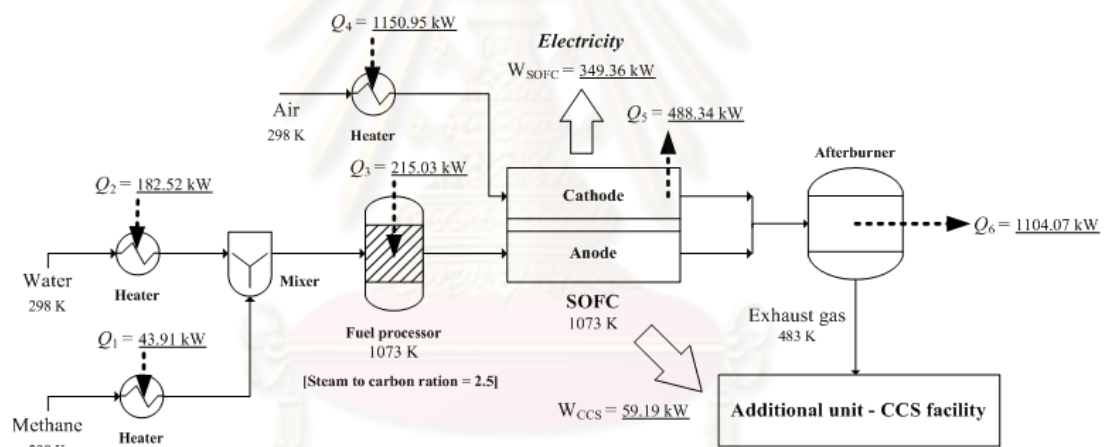 Q4 = 1150.95 kW
Electricity
WSOFC = 349.36 kW
Air
298 K
Heater
Q5 = 488.34 kW
Afterburner
Q3 = 215.03 kW
Q2 = 182.52 kW
Cathode
Q6 = 1104.07 kW
Anode
Water
298 K
Heater
Mixer
SOFC
1073 K
Fuel processor
1073 K
Exhaust gas
483 K
Q1 = 43.91 kW
[Steam to carbon ration = 2.5]
WCCS = 59.19 kW
Additional unit - CCS facility
Methane
Heater